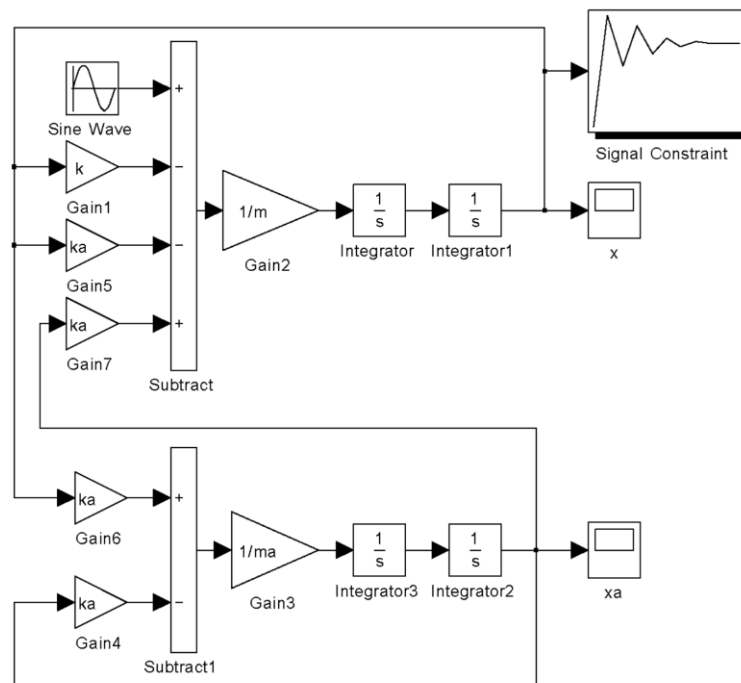 Sine Wave
+
k
−
Gain1
ka
−
Gain5
ka
+
Gain7
Subtract
1/m
Gain2
1
s
Integrator
1
s
Integrator1
Signal Constraint
x
ka
+
Gain6
ka
−
Gain4
Subtract1
1/ma
Gain3
1
s
Integrator3
1
s
Integrator2
xa